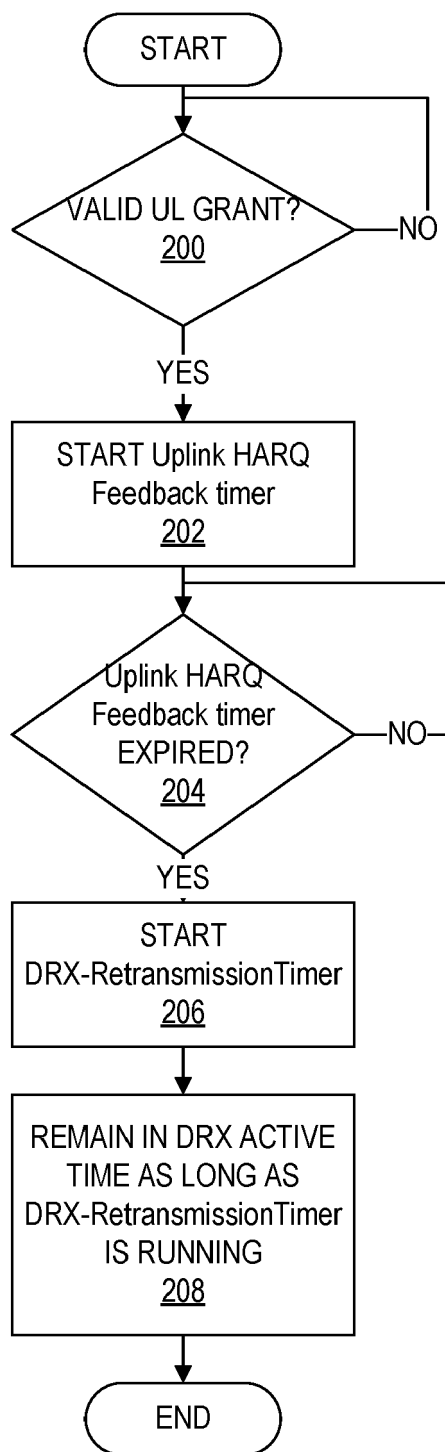 START
VALID UL GRANT?
200
NO
YES
START Uplink HARQ
Feedback timer
202
Uplink HARQ
Feedback timer
EXPIRED?
204
NO
YES
START
DRX-RetransmissionTimer
206
REMAIN IN DRX ACTIVE
TIME AS LONG AS
DRX-RetransmissionTimer
IS RUNNING
208
END